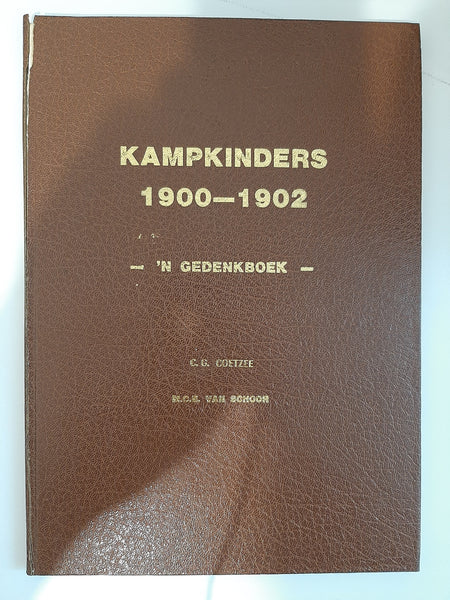 KAMPKINDERS
1900—1902
— 'N GEDENKBOEK —
C. G. COETZEE
M.C.E. VAN SCHOOR